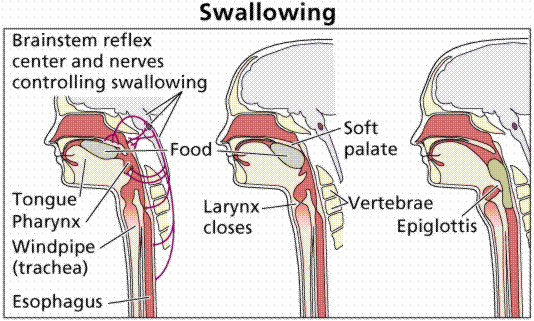 Swallowing
Brainstem reflex
center and nerves
controlling swallowing
Food
Soft
palate
Tongue
Pharynx
Windpipe
(trachea)
Esophagus
Larynx
closes
Vertebrae
Epiglottis